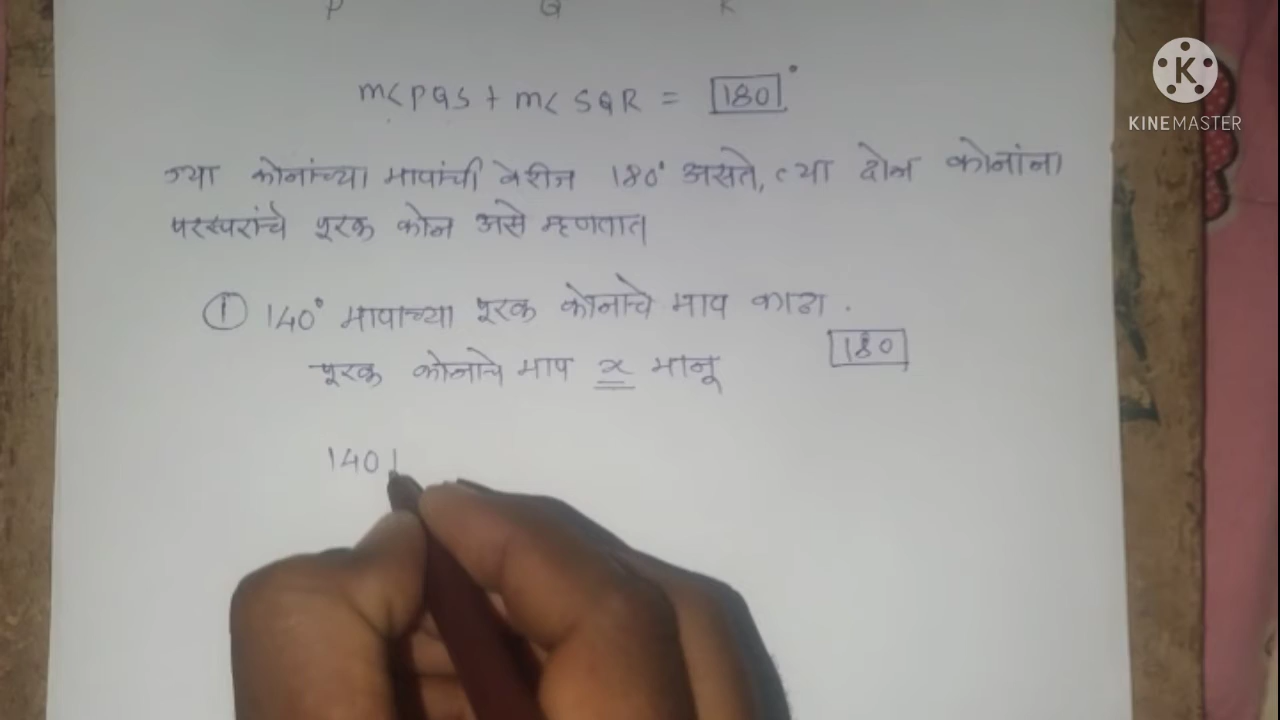 P Q R
m<PQS + m<SQR = 180°
ज्या कोनांच्या मापांची बेरीज 180° असते, त्या दोन कोनांना
परस्परांचे पूरक कोन असे म्हणतात
① 140° मापाच्या पूरक कोनाचे माप काढा .
180
पूरक कोनाचे माप x मानू
140
KINEMASTER